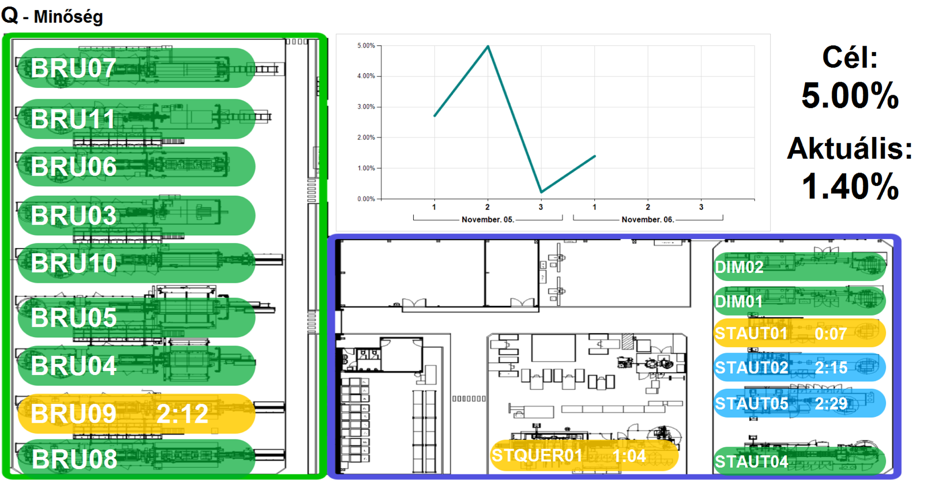 Q - Minőség
BRU07
BRU11
BRU06
BRU03
BRU10
BRU05
BRU04
BRU09 2:12
BRU08
5.00%
4.00%
3.00%
2.00%
1.00%
0.00%
1 2 3 1 2 3
November. 05. November. 06.
Cél:
5.00%
Aktuális:
1.40%
DIM02
DIM01
STAUT01 0:07
STAUT02 2:15
STAUT05 2:29
STQUER01 1:04
STAUT04